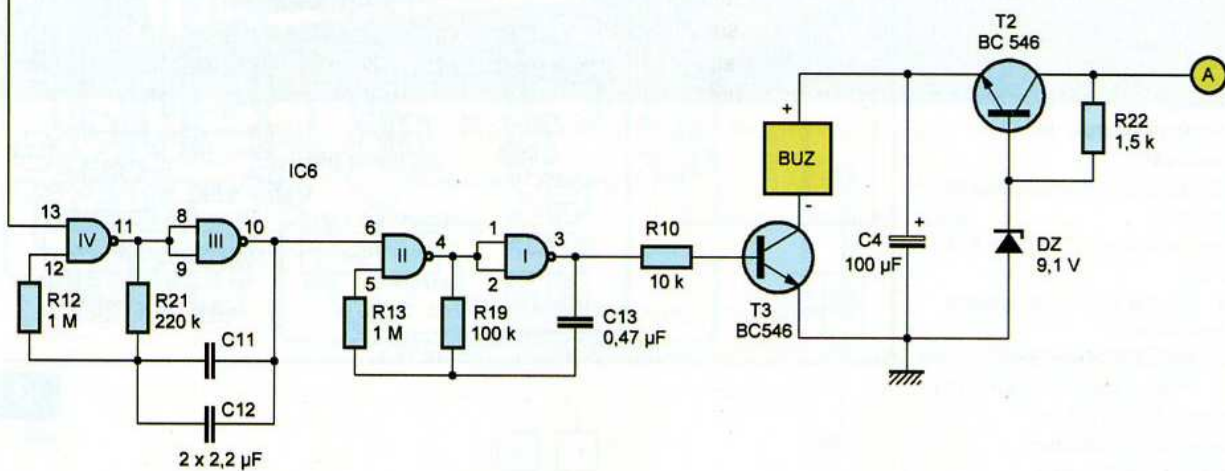 T2
BC 546
A
R22
1,5 k
+
BUZ
-
IC6
13
IV
11
8
III
10
9
12
6
II
4
1
I
3
5
2
R10
10 k
+
C4
100 µF
DZ
9,1 V
R12
1 M
R21
220 k
R13
1 M
R19
100 k
C13
0,47 µF
T3
BC546
C11
C12
2 x 2,2 µF